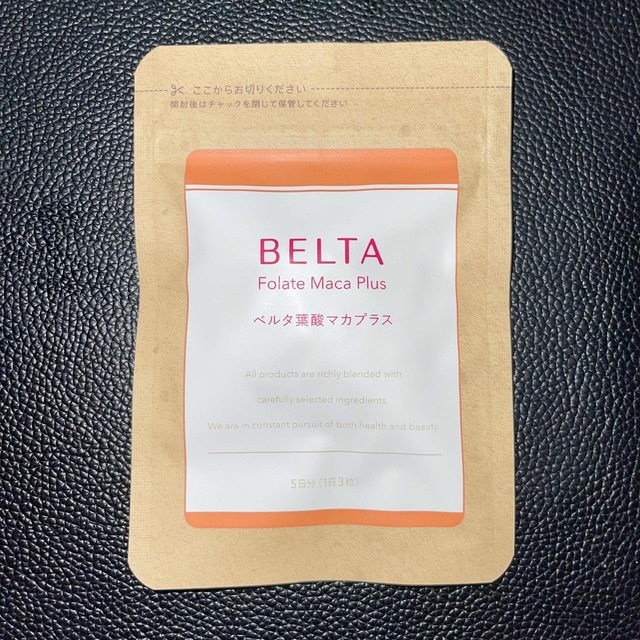 ここからお切りください
開封後はチャックを閉じて保管してください
BELTA
Folate Maca Plus
ベルタ葉酸マカプラス
All products are richly blended with
carefully selected ingredients.
We are in constant pursuit of both health and beauty.
5日分(1日3粒)